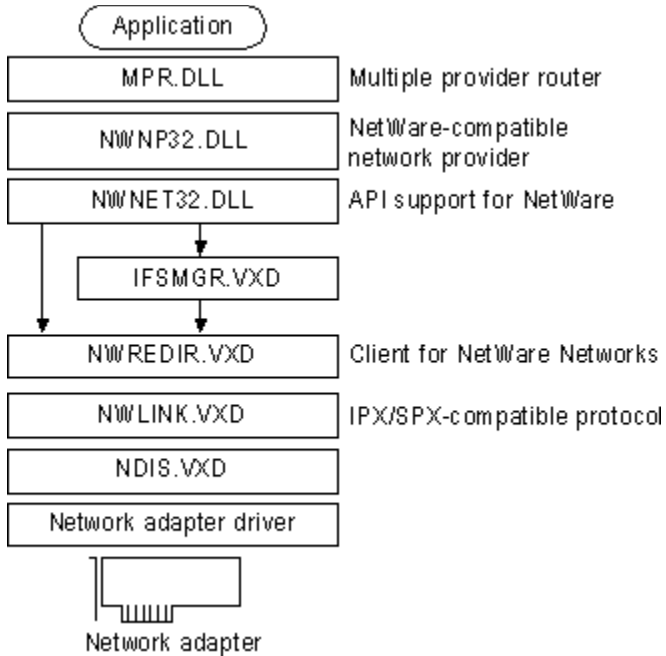 Application
MPR.DLL
Multiple provider router
NWNP32.DLL
NetWare-compatible
network provider
NWNET32.DLL
API support for NetWare
IFSMGR.VXD
NWREDIR.VXD
Client for NetWare Networks
NWLINK.VXD
IPX/SPX-compatible protocol
NDIS.VXD
Network adapter driver
Network adapter